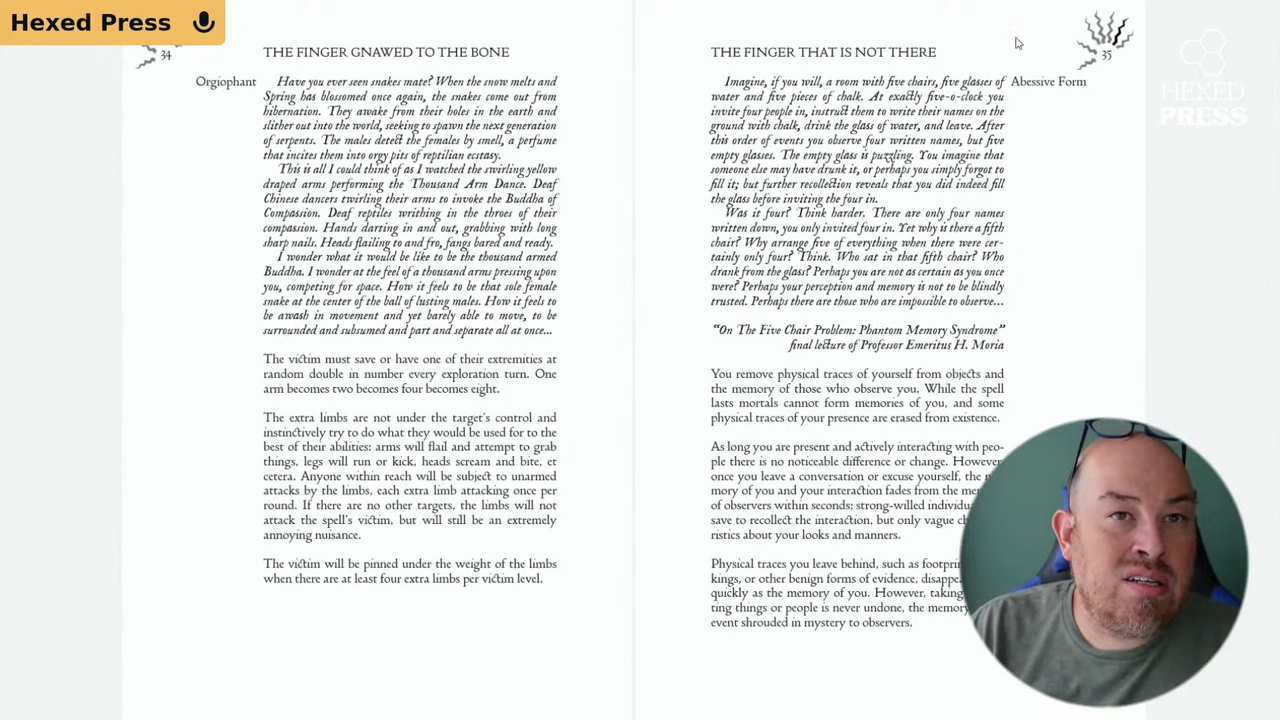 Hexed Press
34
THE FINGER GNAWED TO THE BONE
Orgiophant
Have you ever seen snakes mate? When the snow melts and
Spring has blossomed once again, the snakes come out from
hibernation. They awake from their holes in the earth and
slither out into the world, seeking to spawn the next generation
of serpents. The males detect the females by smell, a perfume
that incites them into orgy pits of reptilian ecstasy.
This is all I could think of as I watched the swirling yellow
draped arms performing the Thousand Arm Dance. Deaf
Chinese dancers twirling their arms to invoke the Buddha of
Compassion. Deaf reptiles writhing in the throes of their
compassion. Hands darting in and out, grabbing with long
sharp nails. Heads flailing to and fro, fangs bared and ready.
I wonder what it would be like to be the thousand armed
Buddha. I wonder at the feel of a thousand arms pressing upon
you, competing for space. How it feels to be that sole female
snake at the center of the ball of lusting males. How it feels to
be awash in movement and yet barely able to move, to be
surrounded and subsumed and part and separate all at once...
The victim must save or have one of their extremities at
random double in number every exploration turn. One
arm becomes two becomes four becomes eight.
The extra limbs are not under the target's control and
instinctively try to do what they would be used for to the
best of their abilities: arms will flail and attempt to grab
things, legs will run or kick, heads scream and bite, et
cetera. Anyone within reach will be subject to unarmed
attacks by the limbs, each extra limb attacking once per
round. If there are no other targets, the limbs will not
attack the spell's victim, but will still be an extremely
annoying nuisance.
The victim will be pinned under the weight of the limbs
when there are at least four extra limbs per victim level.
THE FINGER THAT IS NOT THERE
35
Abessive Form
Imagine, if you will, a room with five chairs, five glasses of
water and five pieces of chalk. At exactly five-o-clock you
invite four people in, instruct them to write their names on the
ground with chalk, drink the glass of water, and leave. After
this order of events you observe four written names, but five
empty glasses. The empty glass is puzzling. You imagine that
someone else may have drunk it, or perhaps you simply forgot to
fill it; but further recollection reveals that you did indeed fill
the glass before inviting the four in.
Was it four? Think harder. There are only four names
written down, you only invited four in. Yet why is there a fifth
chair? Why arrange five of everything when there were cer-
tainly only four? Think. Who sat in that fifth chair? Who
drank from the glass? Perhaps you are not as certain as you once
were? Perhaps your perception and memory is not to be blindly
trusted. Perhaps there are those who are impossible to observe...
“On The Five Chair Problem: Phantom Memory Syndrome”
final lecture of Professor Emeritus H. Moria
You remove physical traces of yourself from objects and
the memory of those who observe you. While the spell
lasts mortals cannot form memories of you, and some
physical traces of your presence are erased from existence.
As long you are present and actively interacting with peo-
ple there is no noticeable difference or change. However
once you leave a conversation or excuse yourself, the
mory of you and your interaction fades from the
of observers within seconds; strong-willed
save to recollect the interaction, but only vague
ristics about your looks and manners.
Physical traces you leave behind, such as
kings, or other benign forms of evidence,
quickly as the memory of you. However, taking
ting things or people is never undone, the memory
event shrouded in mystery to observers.
HEXED
PRESS